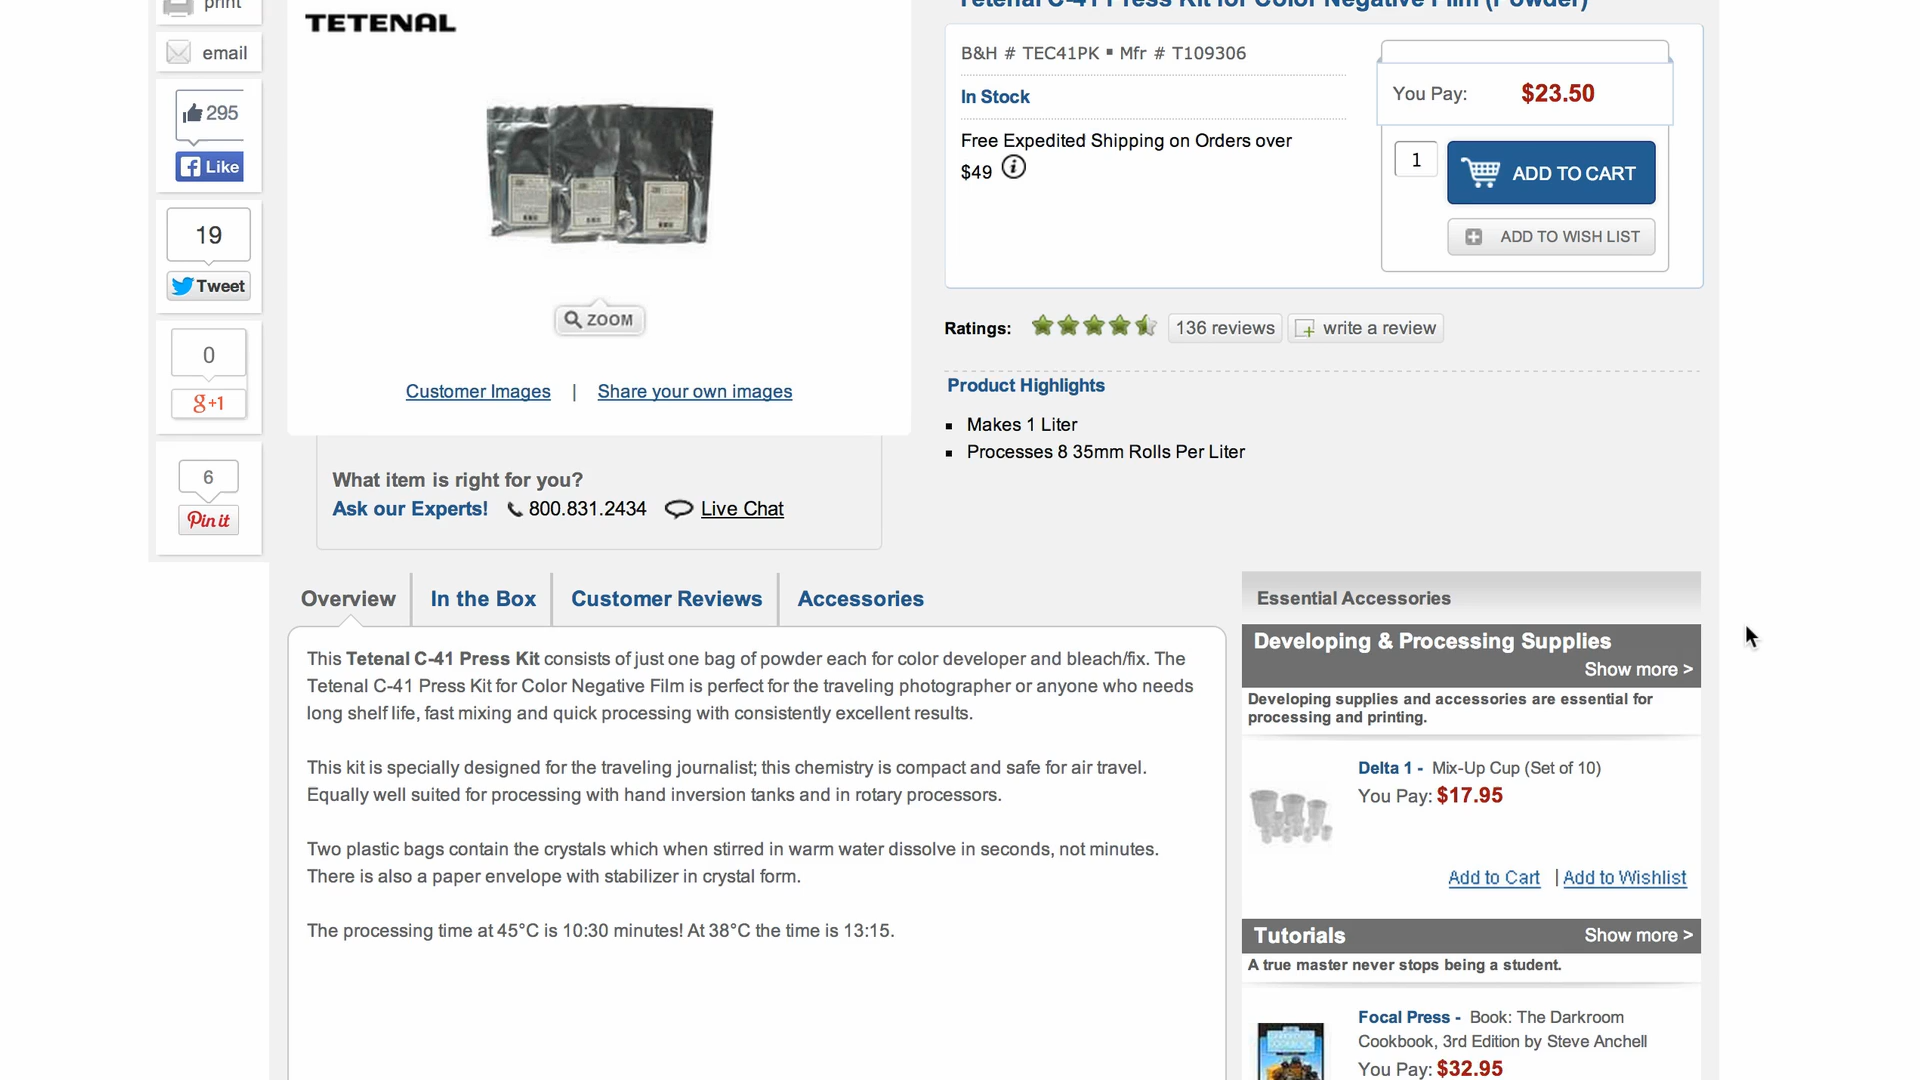 print
email
295
Like
19
Tweet
0
g+1
6
Pin it
TETENAL
ZOOM
Customer Images | Share your own images
What item is right for you?
Ask our Experts! 800.831.2434 Live Chat
Tetenal C-41 Press Kit for Color Negative Film (Powder)
B&H # TEC41PK ▪ Mfr # T109306
In Stock
Free Expedited Shipping on Orders over
$49
You Pay: $23.50
1 ADD TO CART
ADD TO WISH LIST
Ratings: 136 reviews write a review
Product Highlights
▪ Makes 1 Liter
▪ Processes 8 35mm Rolls Per Liter
Overview In the Box Customer Reviews Accessories
This Tetenal C-41 Press Kit consists of just one bag of powder each for color developer and bleach/fix. The
Tetenal C-41 Press Kit for Color Negative Film is perfect for the traveling photographer or anyone who needs
long shelf life, fast mixing and quick processing with consistently excellent results.
This kit is specially designed for the traveling journalist; this chemistry is compact and safe for air travel.
Equally well suited for processing with hand inversion tanks and in rotary processors.
Two plastic bags contain the crystals which when stirred in warm water dissolve in seconds, not minutes.
There is also a paper envelope with stabilizer in crystal form.
The processing time at 45°C is 10:30 minutes! At 38°C the time is 13:15.
Essential Accessories
Developing & Processing Supplies
Show more >
Developing supplies and accessories are essential for
processing and printing.
Delta 1 - Mix-Up Cup (Set of 10)
You Pay: $17.95
Add to Cart | Add to Wishlist
Tutorials Show more >
A true master never stops being a student.
Focal Press - Book: The Darkroom
Cookbook, 3rd Edition by Steve Anchell
You Pay: $32.95